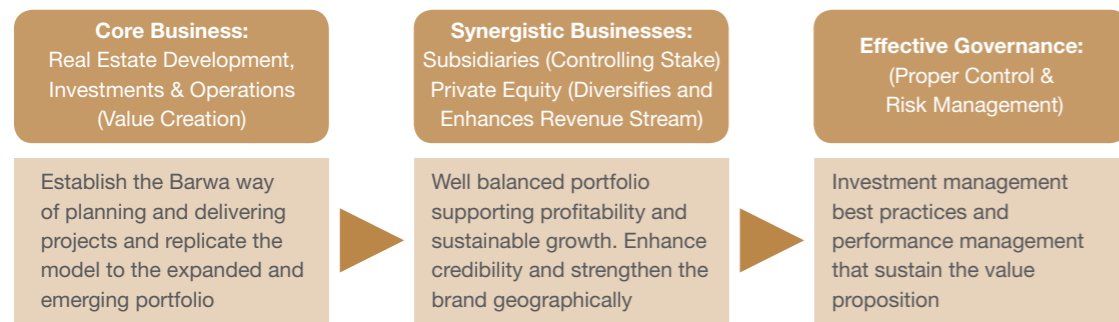 Core Business:
Real Estate Development,
Investments & Operations
(Value Creation)
Synergistic Businesses:
Subsidiaries (Controlling Stake)
Private Equity (Diversifies and
Enhances Revenue Stream)
Effective Governance:
(Proper Control &
Risk Management)
Establish the Barwa way
of planning and delivering
projects and replicate the
model to the expanded and
emerging portfolio
Well balanced portfolio
supporting profitability and
sustainable growth. Enhance
credibility and strengthen the
brand geographically
Investment management
best practices and
performance management
that sustain the value
proposition